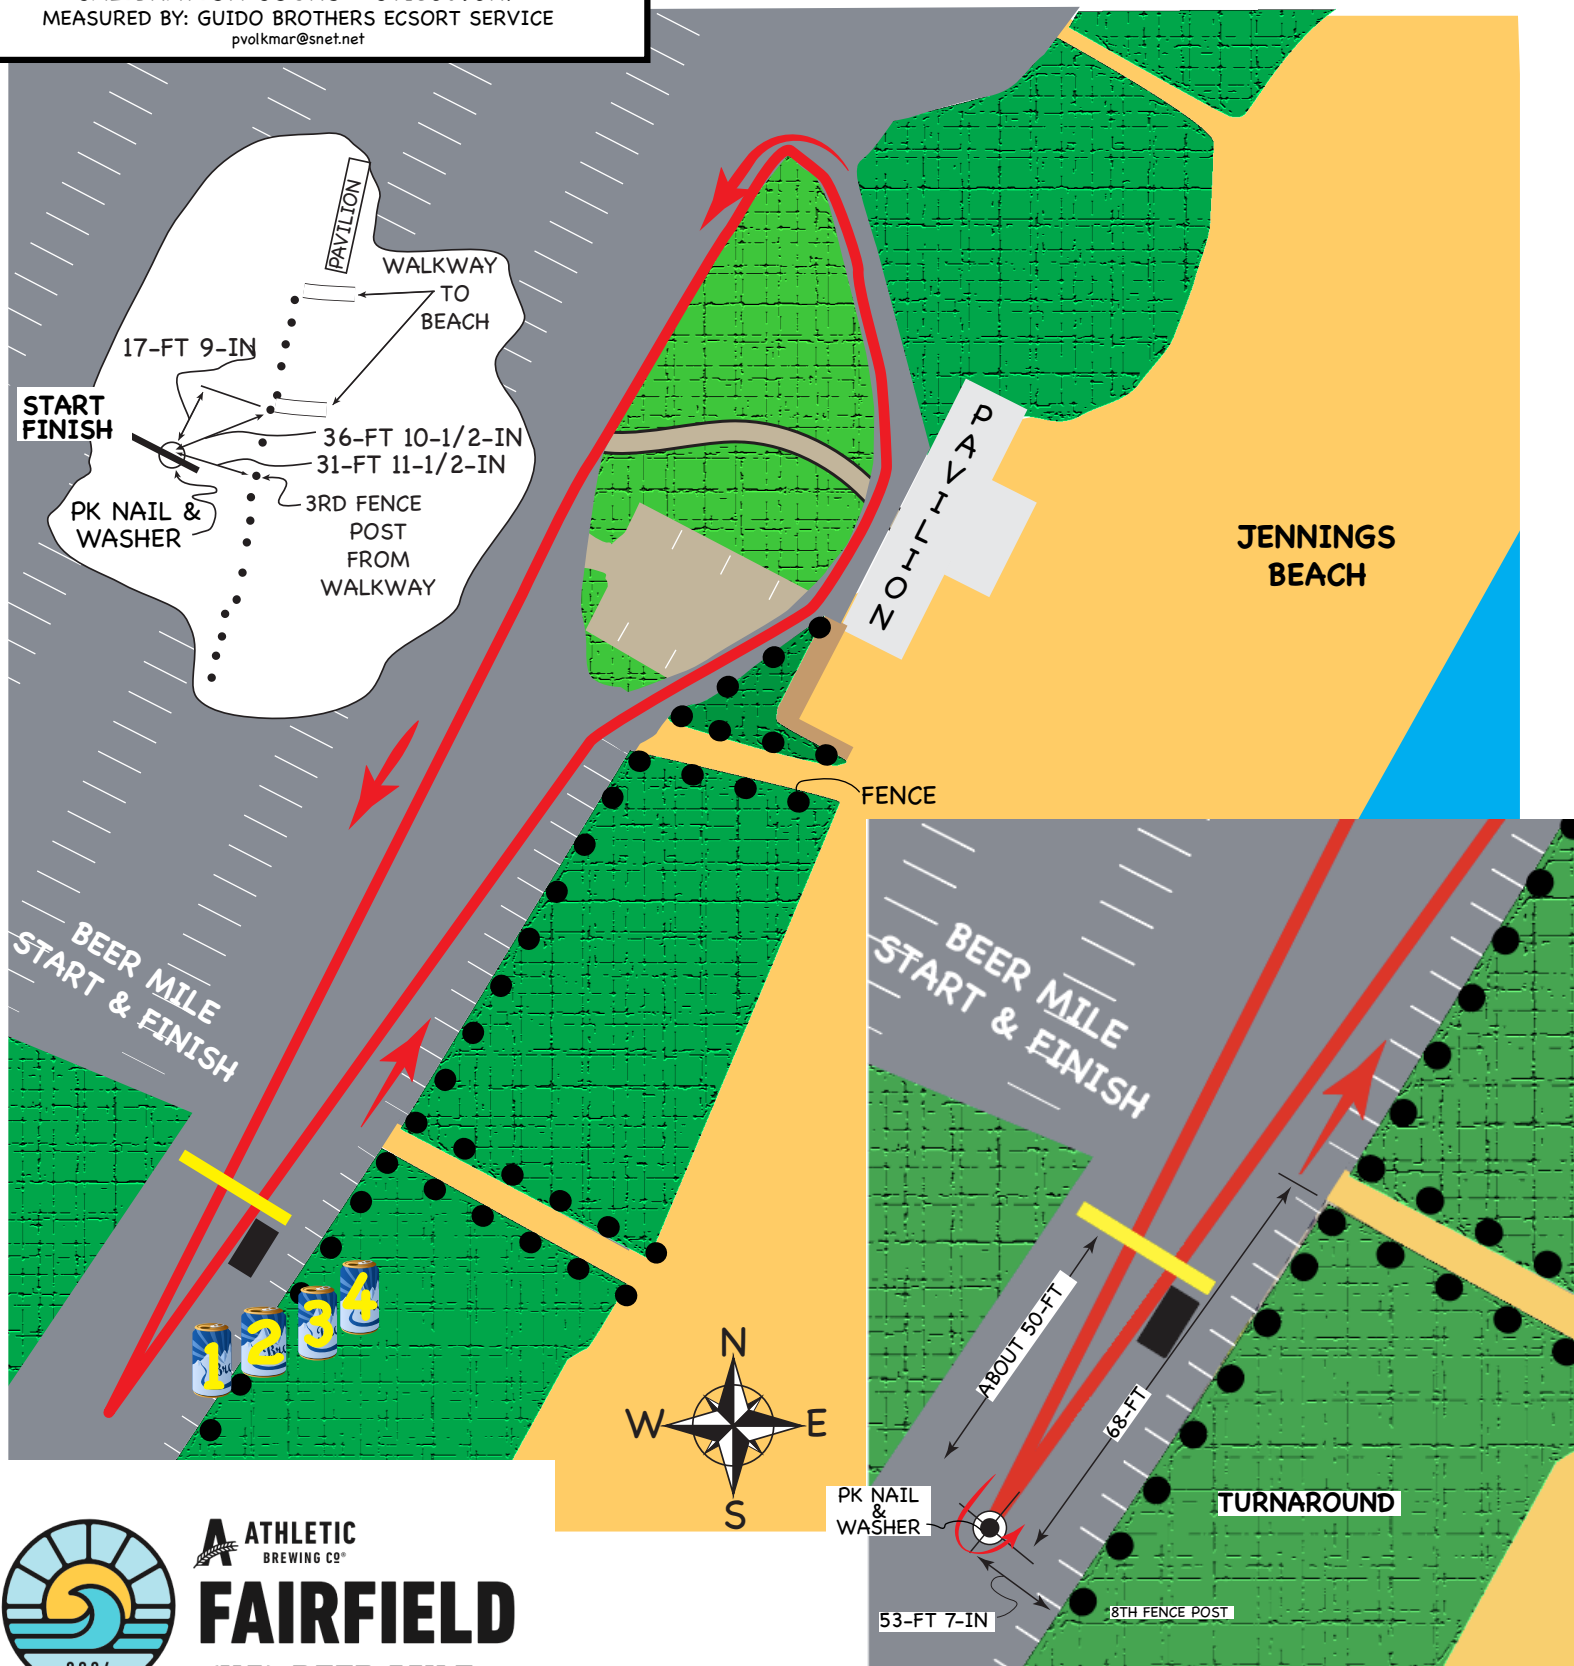 MEASURED BY: GUIDO BROTHERS ECSORT SERVICE
pvolkmar@snet.net
PAVILION
WALKWAY
TO
BEACH
17-FT 9-IN
START
FINISH
36-FT 10-1/2-IN
31-FT 11-1/2-IN
PK NAIL &
WASHER
3RD FENCE
POST
FROM
WALKWAY
PAVILION
JENNINGS
BEACH
FENCE
BEER MILE
START & FINISH
1
2
3
4
N
W
E
S
BEER MILE
START & FINISH
ABOUT 50-FT
68-FT
PK NAIL
&
WASHER
TURNAROUND
53-FT 7-IN
8TH FENCE POST
ATHLETIC
BREWING CO®
FAIRFIELD